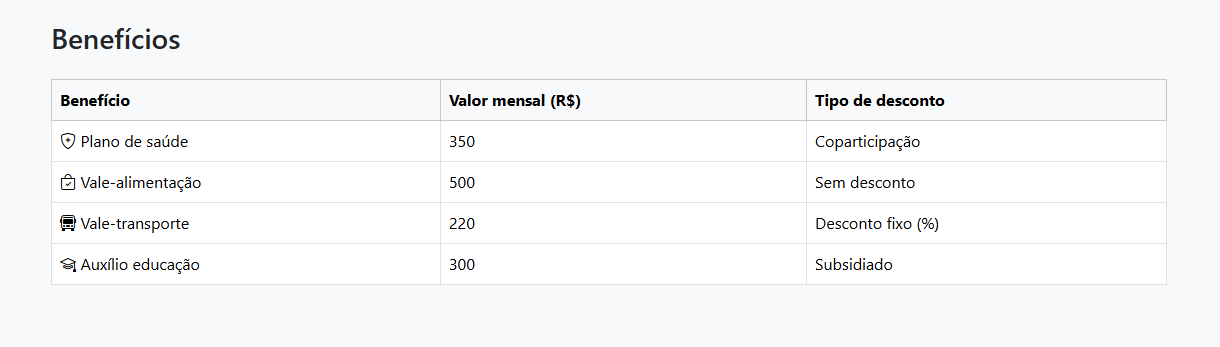 Benefícios
Benefício Valor mensal (R$) Tipo de desconto
Plano de saúde 350 Coparticipação
Vale-alimentação 500 Sem desconto
Vale-transporte 220 Desconto fixo (%)
Auxílio educação 300 Subsidiado